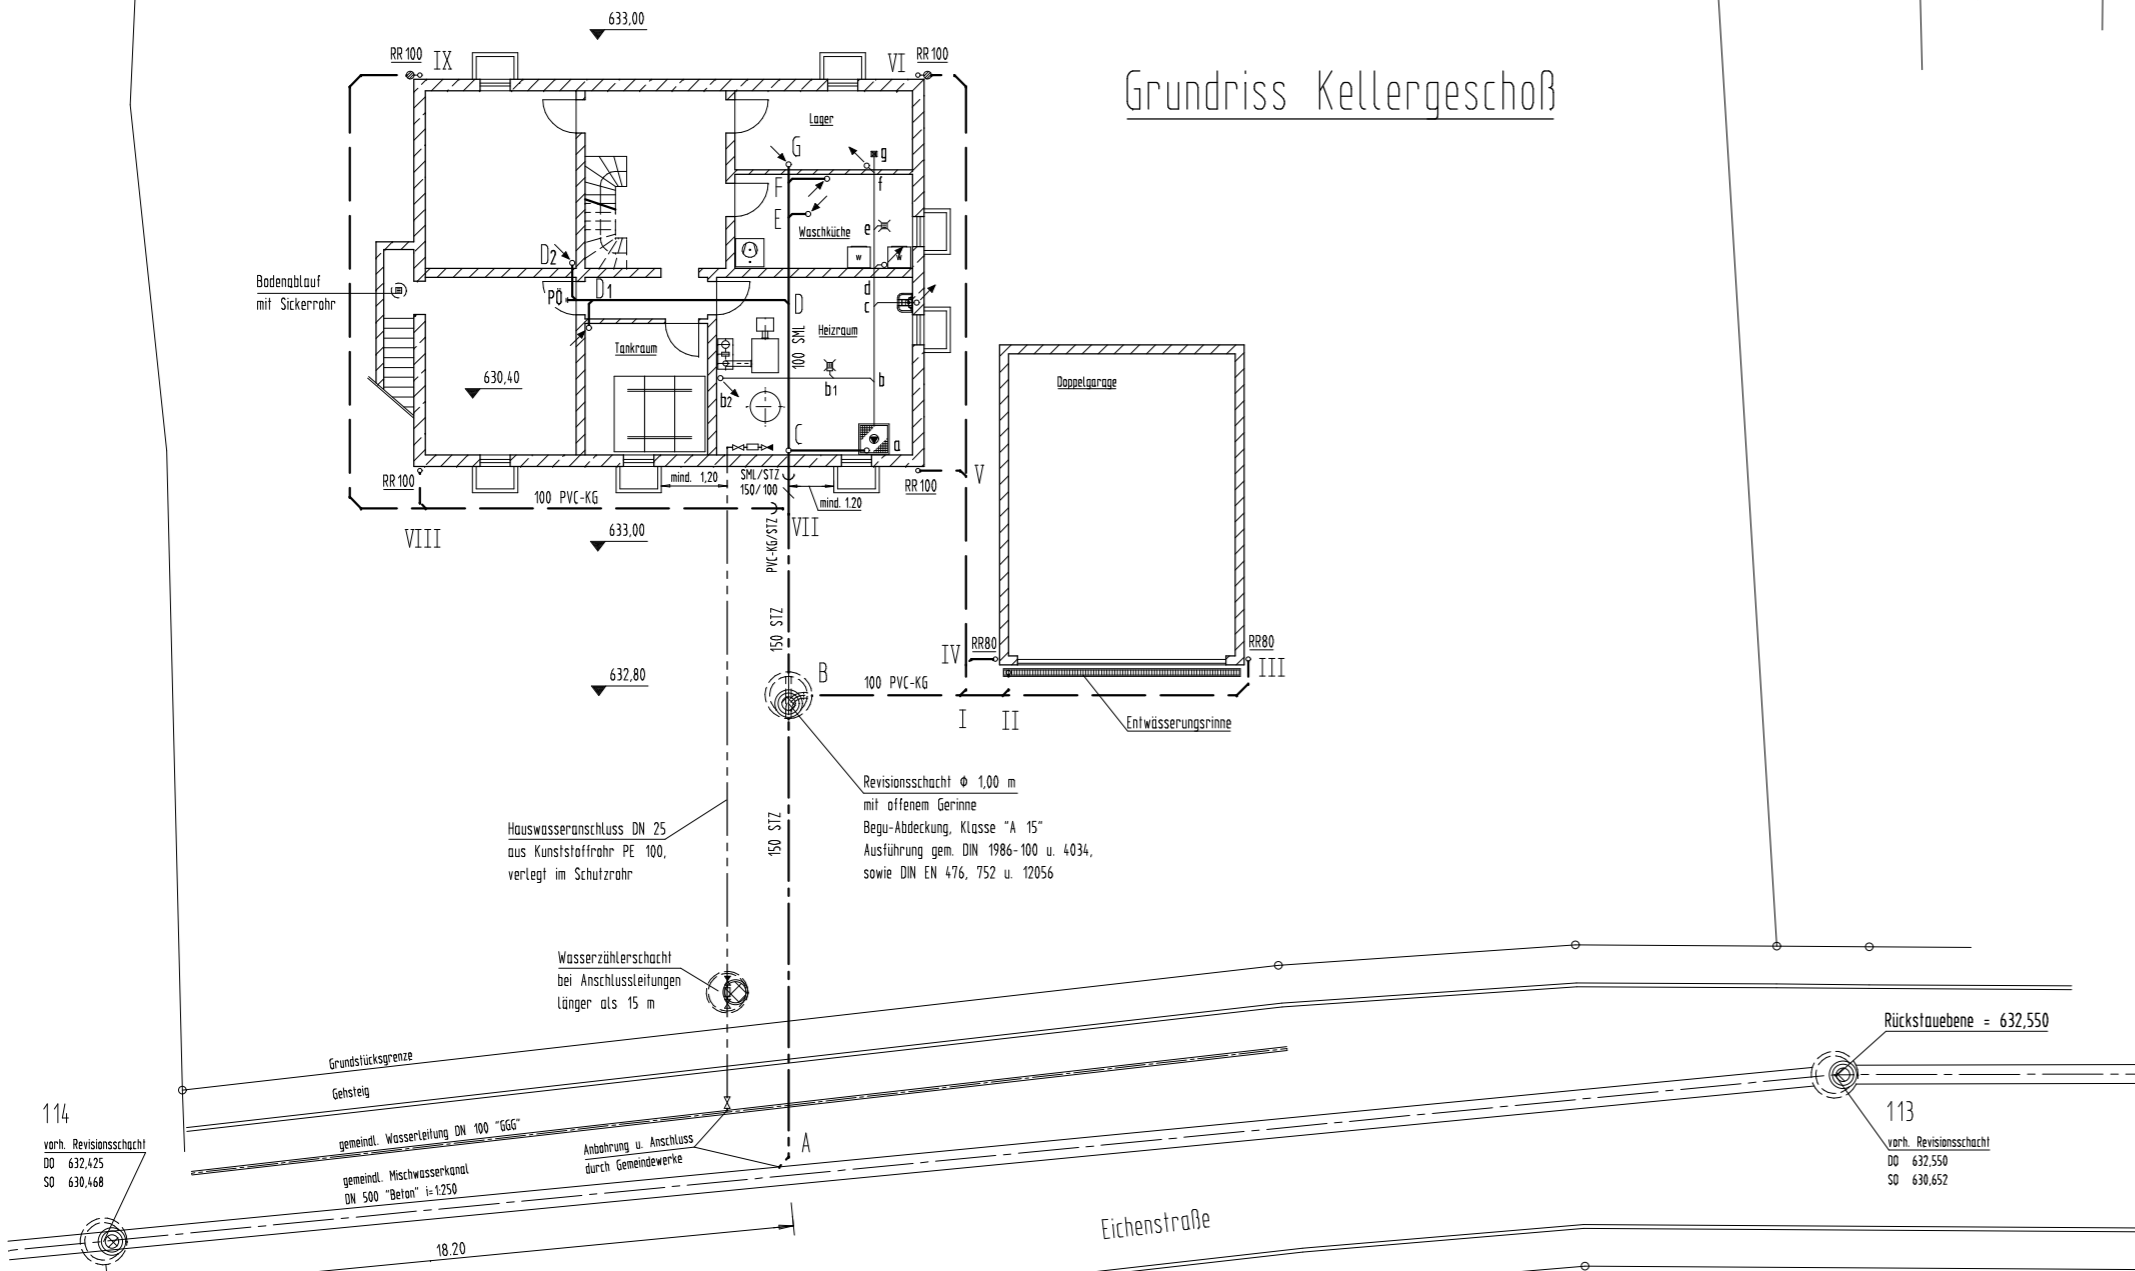 633,00
RR 100
IX
VI
RR 100
Grundriss Kellergeschoß
Lager
G
g
F
f
E
e
Waschküche
w
w
D2
Bodenablauf
mit Sickerrohr
PÖ
D1
D
d
c
100 SML
Heizraum
Tankraum
630,40
b
b1
b2
C
a
Doppelgarage
RR 100
mind. 1,20
SML/STZ
150/100
mind. 1.20
RR 100
V
100 PVC-KG
VIII
633,00
VII
PVC-KG/STZ
150 STZ
IV
RR80
RR80
III
632,80
B
100 PVC-KG
I
II
Entwässerungsrinne
Revisionsschacht Φ 1,00 m
mit offenem Gerinne
Begu-Abdeckung, Klasse "A 15"
Ausführung gem. DIN 1986-100 u. 4034,
sowie DIN EN 476, 752 u. 12056
Hauswasseranschluss DN 25
aus Kunststoffrohr PE 100,
verlegt im Schutzrohr
150 STZ
Wasserzählerschacht
bei Anschlussleitungen
länger als 15 m
Rückstauebene = 632,550
Grundstücksgrenze
Gehsteig
114
vorh. Revisionsschacht
DO 632,425
SO 630,468
gemeindl. Wasserleitung DN 100 "GGG"
gemeindl. Mischwasserkanal
DN 500 "Beton" i=1:250
Anbohrung u. Anschluss
durch Gemeindewerke
A
113
vorh. Revisionsschacht
DO 632,550
SO 630,652
18.20
Eichenstraße